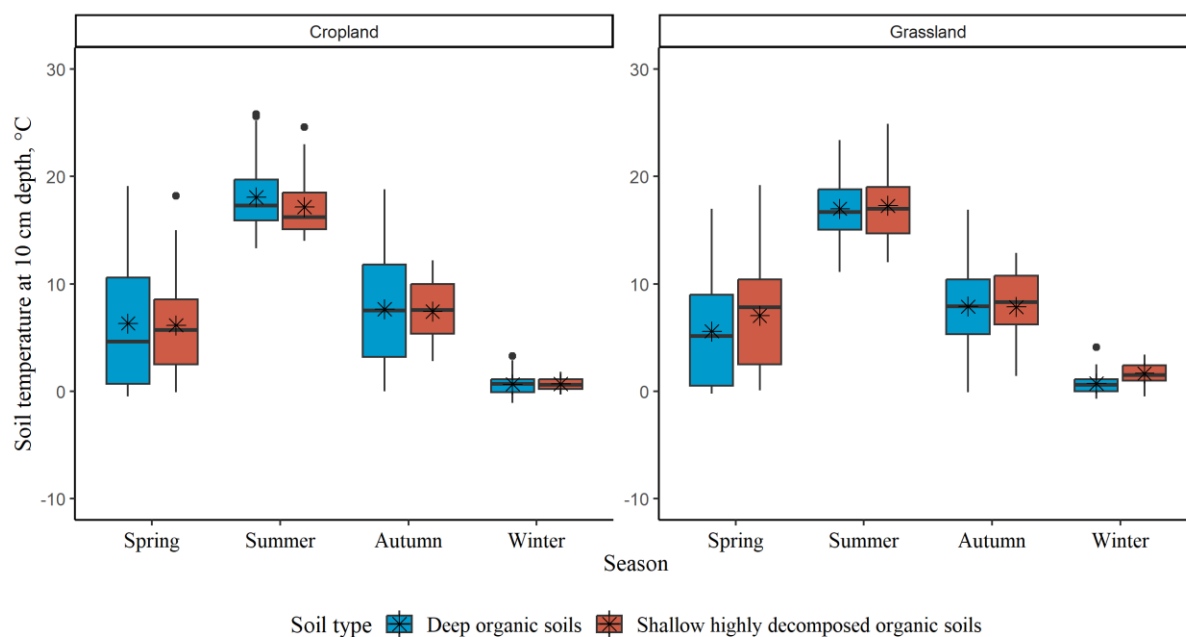 Cropland
Grassland
Soil temperature at 10 cm depth, °C
30
20
10
0
-10
30
20
10
0
-10
Spring Summer Autumn Winter
Spring Summer Autumn Winter
Season
Soil type Deep organic soils Shallow highly decomposed organic soils